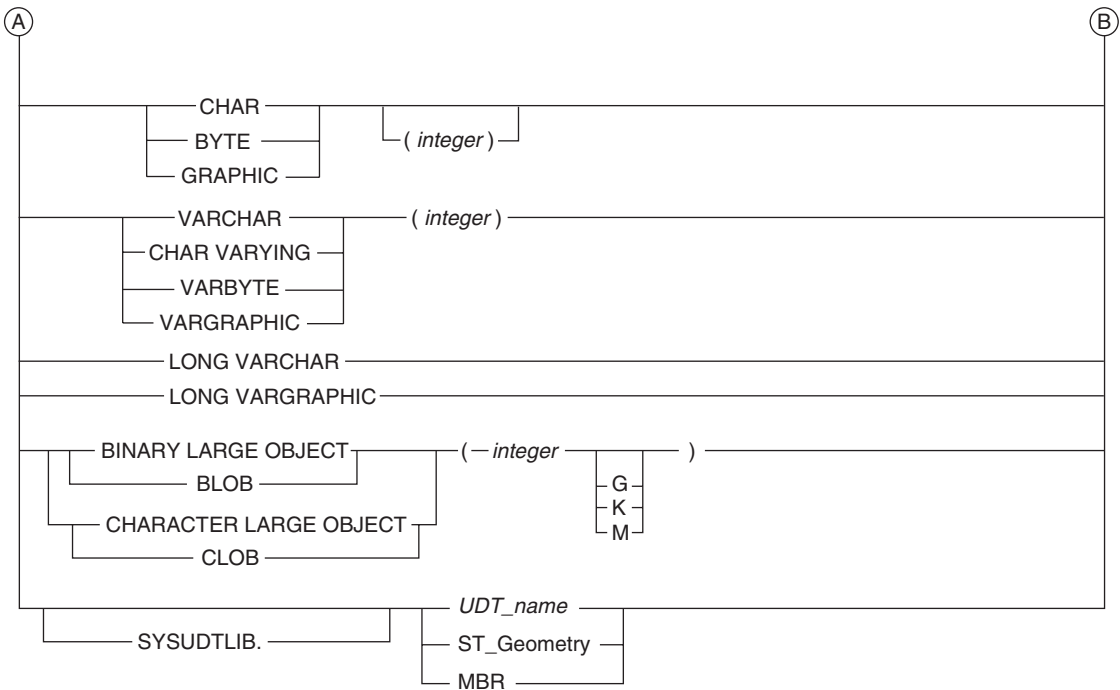 A B
CHAR
BYTE ( integer )
GRAPHIC
VARCHAR ( integer )
CHAR VARYING
VARBYTE
VARGRAPHIC
LONG VARCHAR
LONG VARGRAPHIC
BINARY LARGE OBJECT ( integer )
BLOB G
K
CHARACTER LARGE OBJECT M
CLOB
UDT_name
SYSUDTLIB. ST_Geometry
MBR